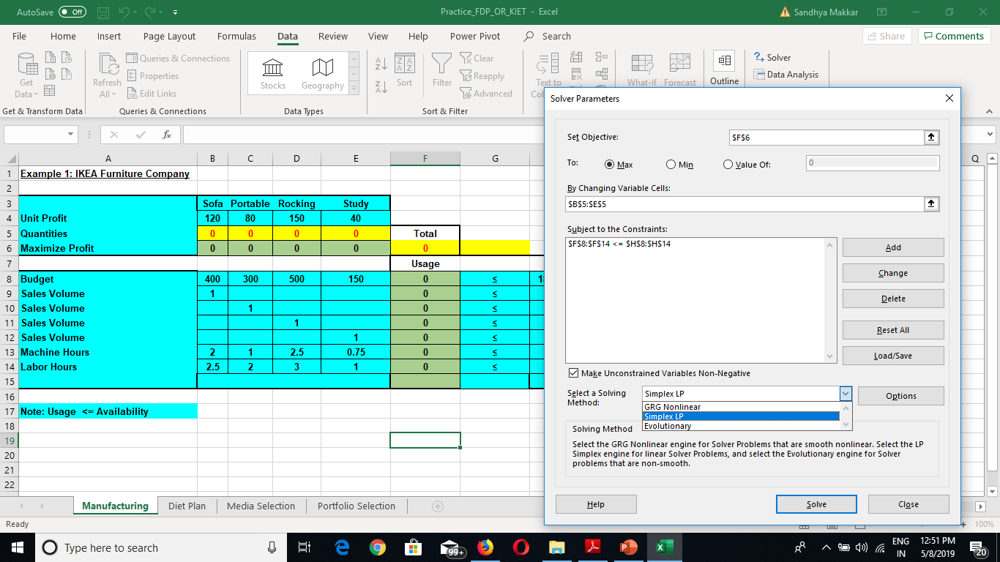 AutoSave Off
Practice_FDP_OR_KIET - Excel
Sandhya Makkar
File Home Insert Page Layout Formulas Data Review View Help Power Pivot Search Share Comments
Get Data
Refresh All
Queries & Connections
Properties
Edit Links
Stocks Geography
Sort
Filter
Clear
Reapply
Advanced
Text to
What-If Forecast
Outline
Solver
Data Analysis
Get & Transform Data Queries & Connections Data Types Sort & Filter
fx
A B C D E F G Q
1 Example 1: IKEA Furniture Company
2
3 Sofa Portable Rocking Study
4 Unit Profit 120 80 150 40
5 Quantities 0 0 0 0 Total
6 Maximize Profit 0 0 0 0 0
7 Usage
8 Budget 400 300 500 150 0 ≤
9 Sales Volume 1 0 ≤
10 Sales Volume 1 0 ≤
11 Sales Volume 1 0 ≤
12 Sales Volume 1 0 ≤
13 Machine Hours 2 1 2.5 0.75 0 ≤
14 Labor Hours 2.5 2 3 1 0 ≤
15
16
17 Note: Usage <= Availability
18
19
20
21
22
Manufacturing Diet Plan Media Selection Portfolio Selection
Ready
100%
Solver Parameters
Set Objective: $F$6
To: Max Min Value Of: 0
By Changing Variable Cells:
$B$5:$E$5
Subject to the Constraints:
$F$8:$F$14 <= $H$8:$H$14
Add
Change
Delete
Reset All
Load/Save
Make Unconstrained Variables Non-Negative
Select a Solving
Method:
Simplex LP
Options
GRG Nonlinear
Simplex LP
Evolutionary
Solving Method
Select the GRG Nonlinear engine for Solver Problems that are smooth nonlinear. Select the LP
Simplex engine for linear Solver Problems, and select the Evolutionary engine for Solver
problems that are non-smooth.
Help Solve Close
Type here to search
99+
ENG
IN
12:51 PM
5/8/2019
20